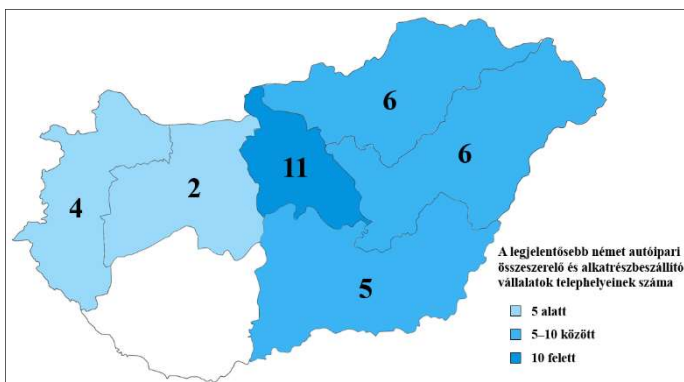 6
6
11
2
4
5
A legjelentősebb német autóipari
összeszerelő és alkatrészbeszállító
vállalatok telephelyeinek száma
5 alatt
5–10 között
10 felett